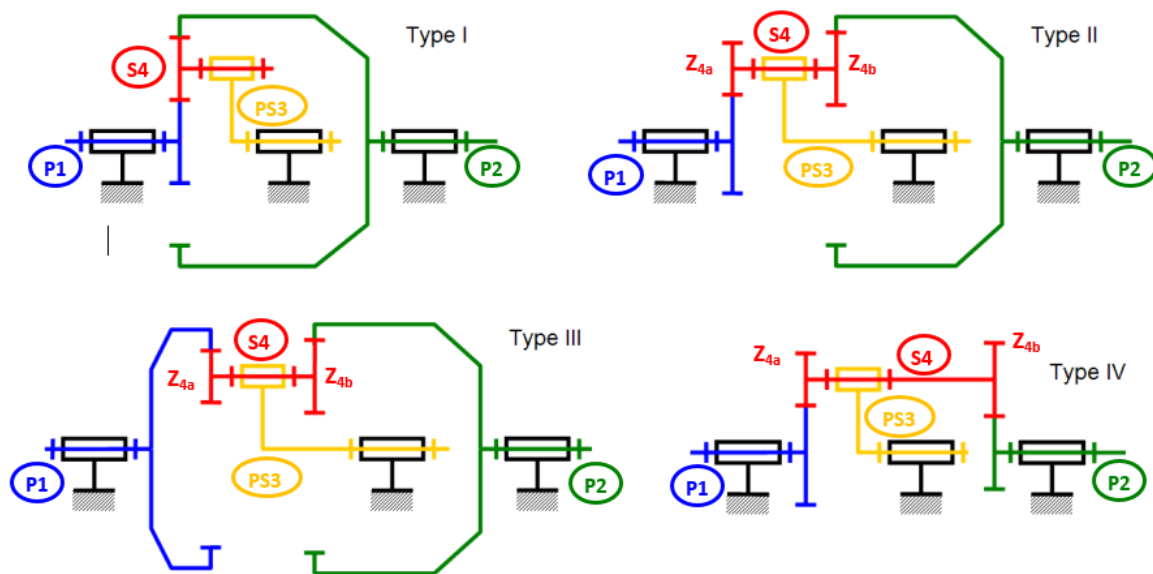 Type I
S4
PS3
P1
P2
Type II
S4
Z4a
Z4b
P1
PS3
P2
Type III
S4
Z4a
Z4b
P1
PS3
P2
Type IV
Z4a
S4
Z4b
PS3
P1
P2